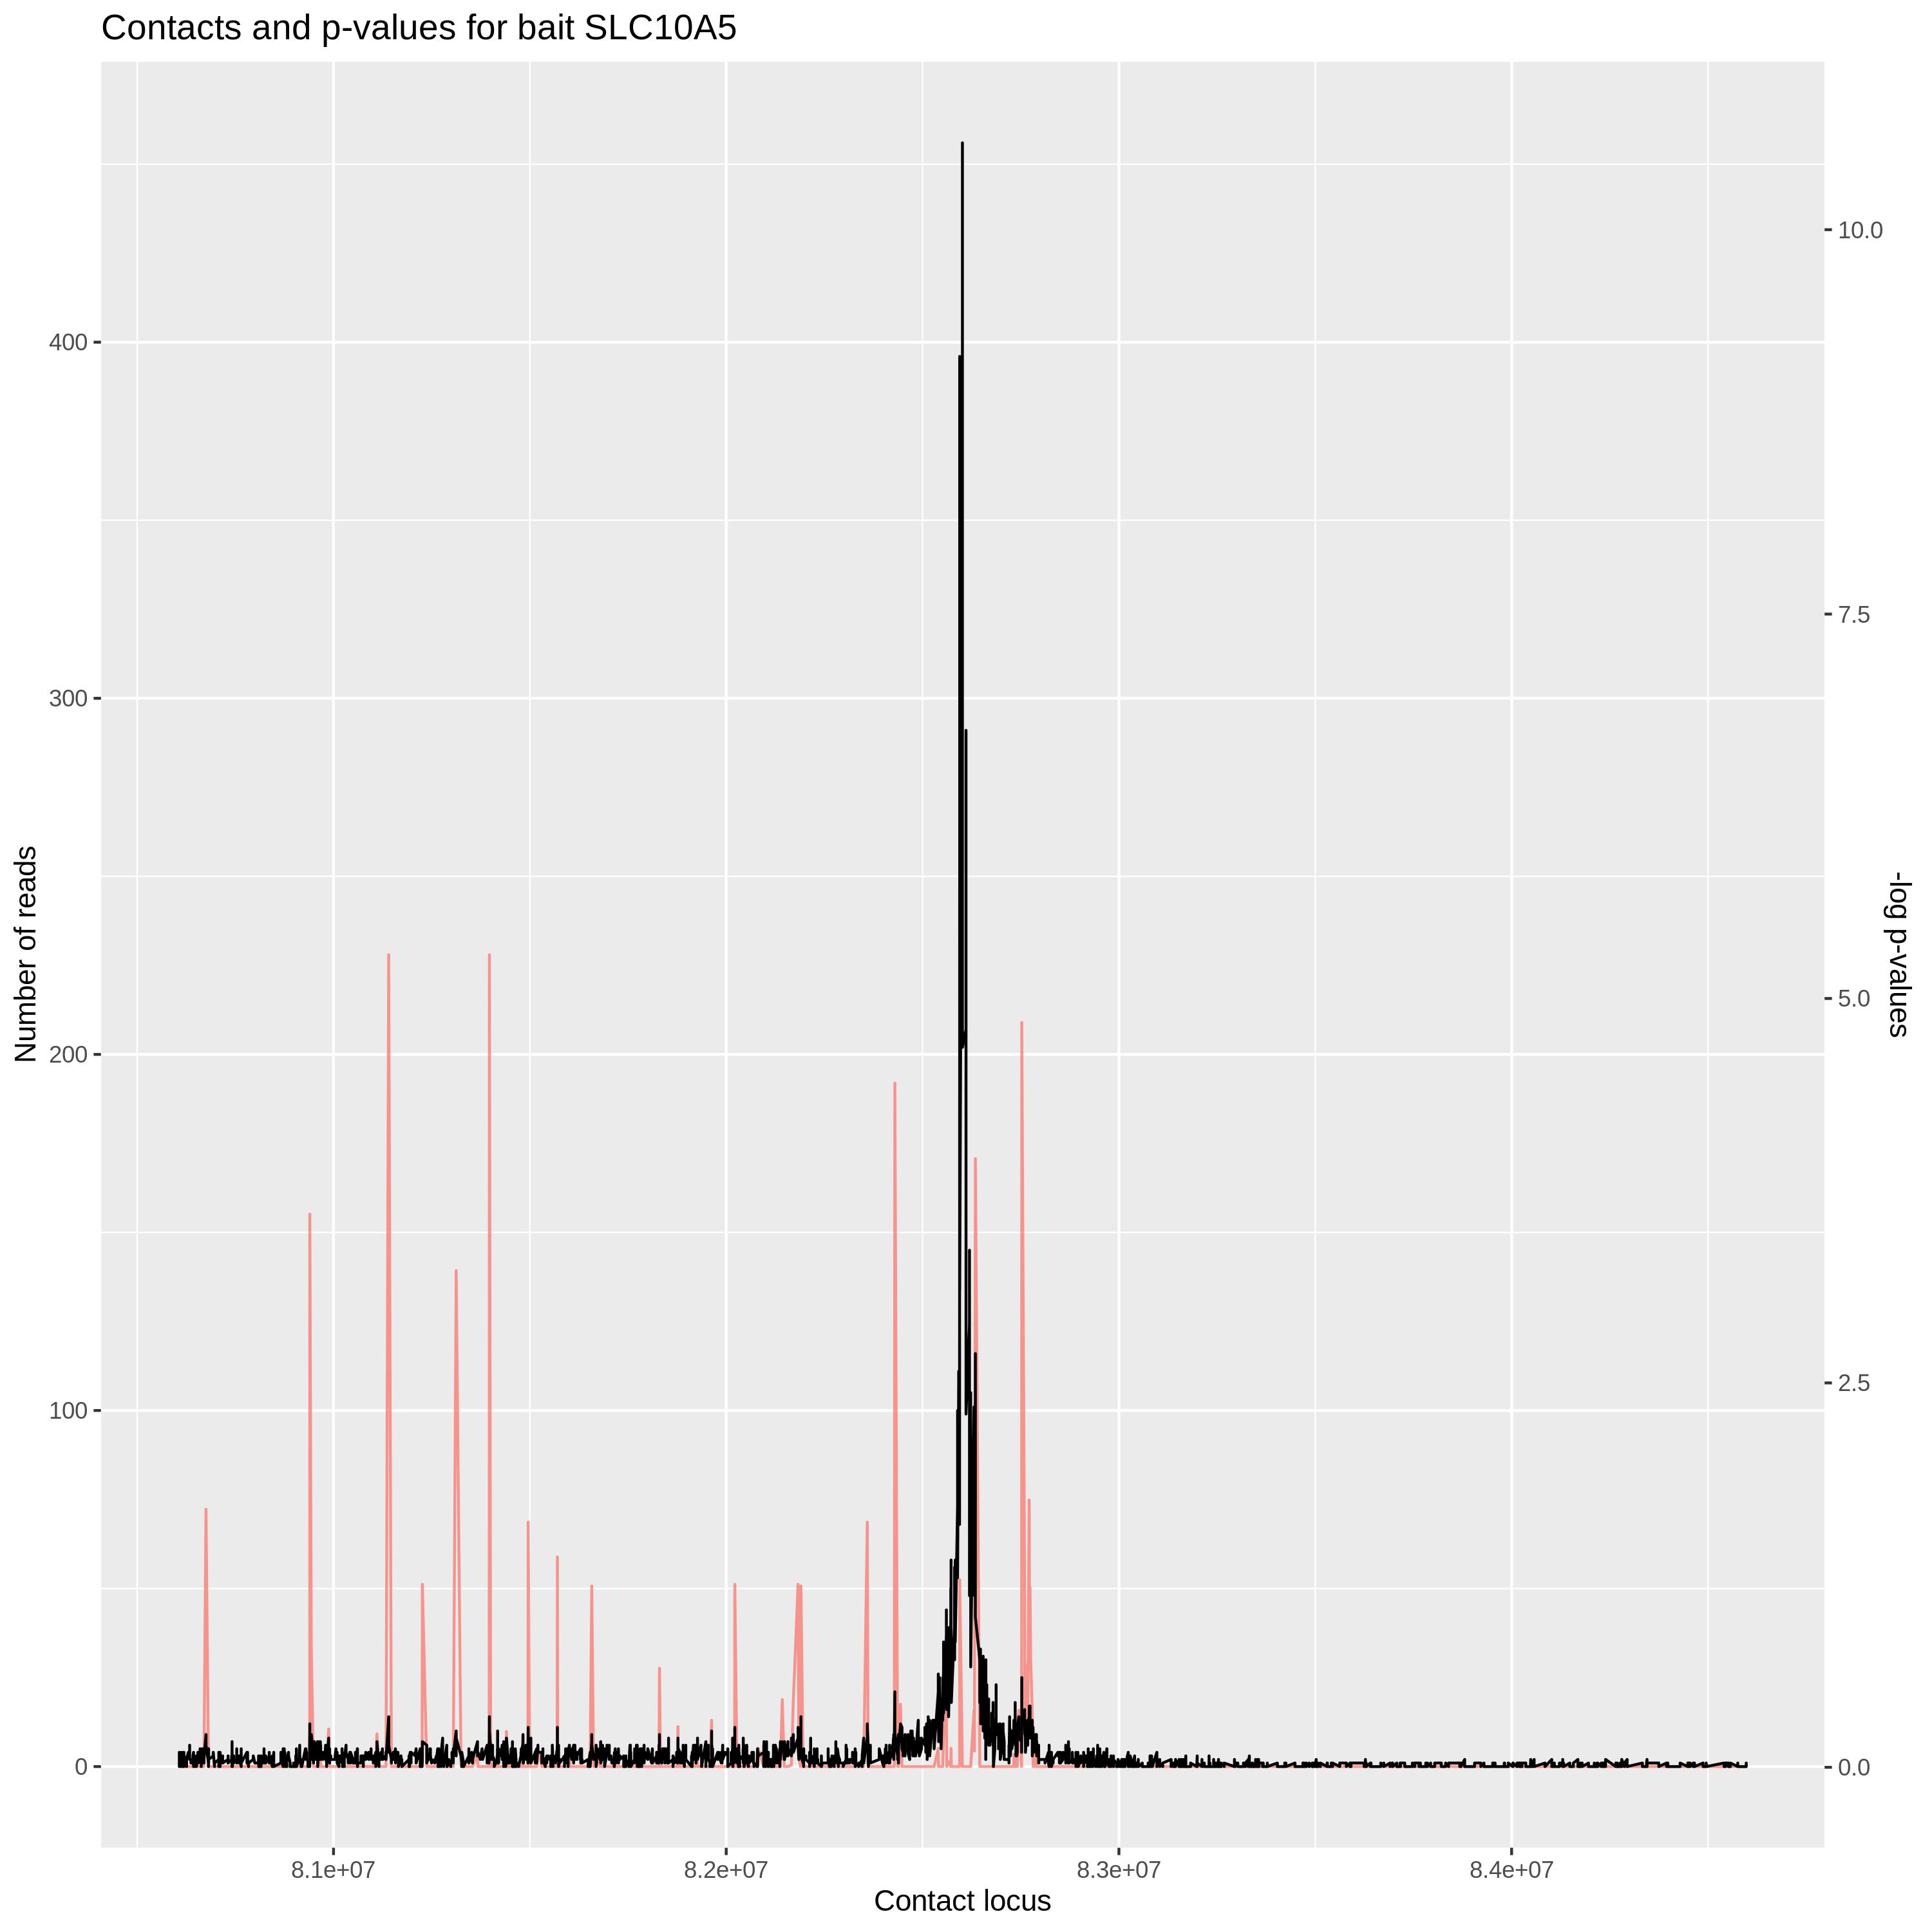 Contacts and p-values for bait SLC10A5
Number of reads
400
300
200
100
0
10.0
7.5
5.0
2.5
0.0
-log p-values
8.1e+07 8.2e+07 8.3e+07 8.4e+07
Contact locus